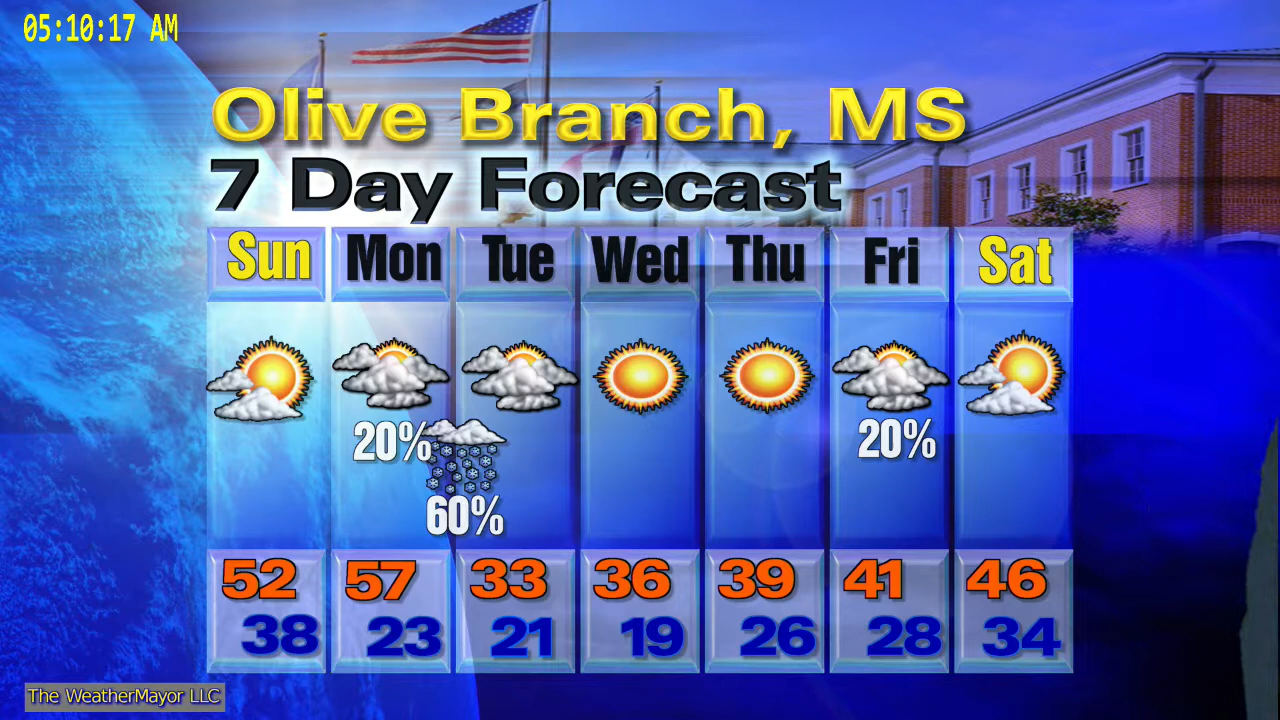 05:10:17 AM
Olive Branch, MS
7 Day Forecast
Sun Mon Tue Wed Thu Fri Sat
20% 20%
60%
52 57 33 36 39 41 46
38 23 21 19 26 28 34
The WeatherMayor LLC